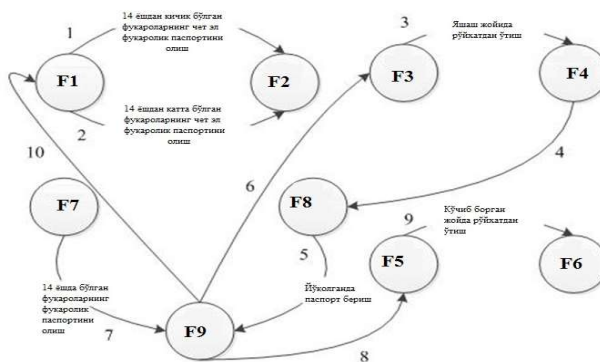 1
14 ёшдан кичик бўлган
фукароларнинг чет эл
фукаролик паспортини
олиш
3
Яшаш жойида
рўйхатдан ўтиш
F1
F2
F3
F4
2
14 ёшдан катта бўлган
фукароларнинг чет эл
фукаролик паспортини
олиш
10
6
4
F7
F8
9
Кўчиб борган
жойда рўйхатдан
ўтиш
5
F5
F6
14 ёшда бўлган
фукароларнинг
фукаролик
паспортини
олиш
Йўколганда
паспорт бериш
7
F9
8